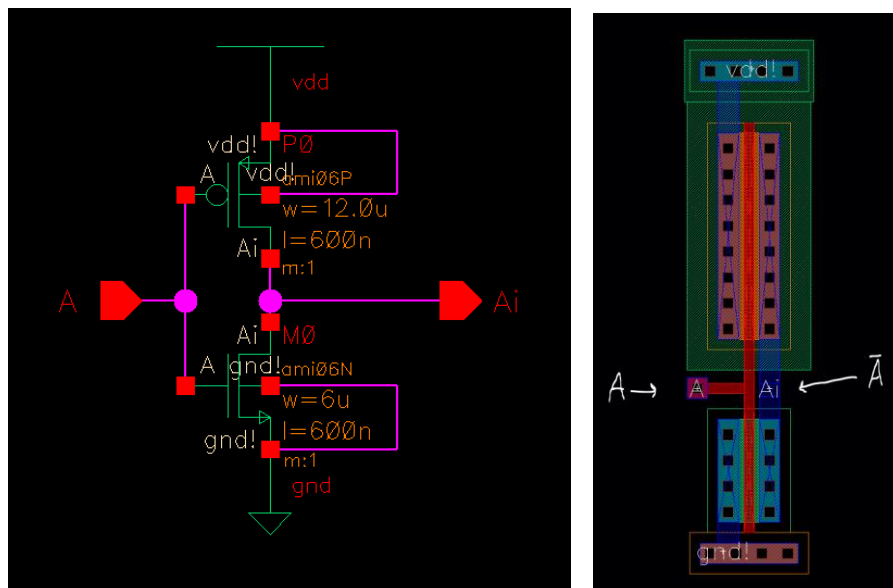 vdd
vdd!
P0
A
vdd!
ami06P
w=12.0u
l=600n
Ai
m:1
A
Ai
Ai
M0
A
gnd!
ami06N
w=6u
l=600n
gnd!
m:1
gnd
vdd!
A → A Ai ← Ā
gnd!